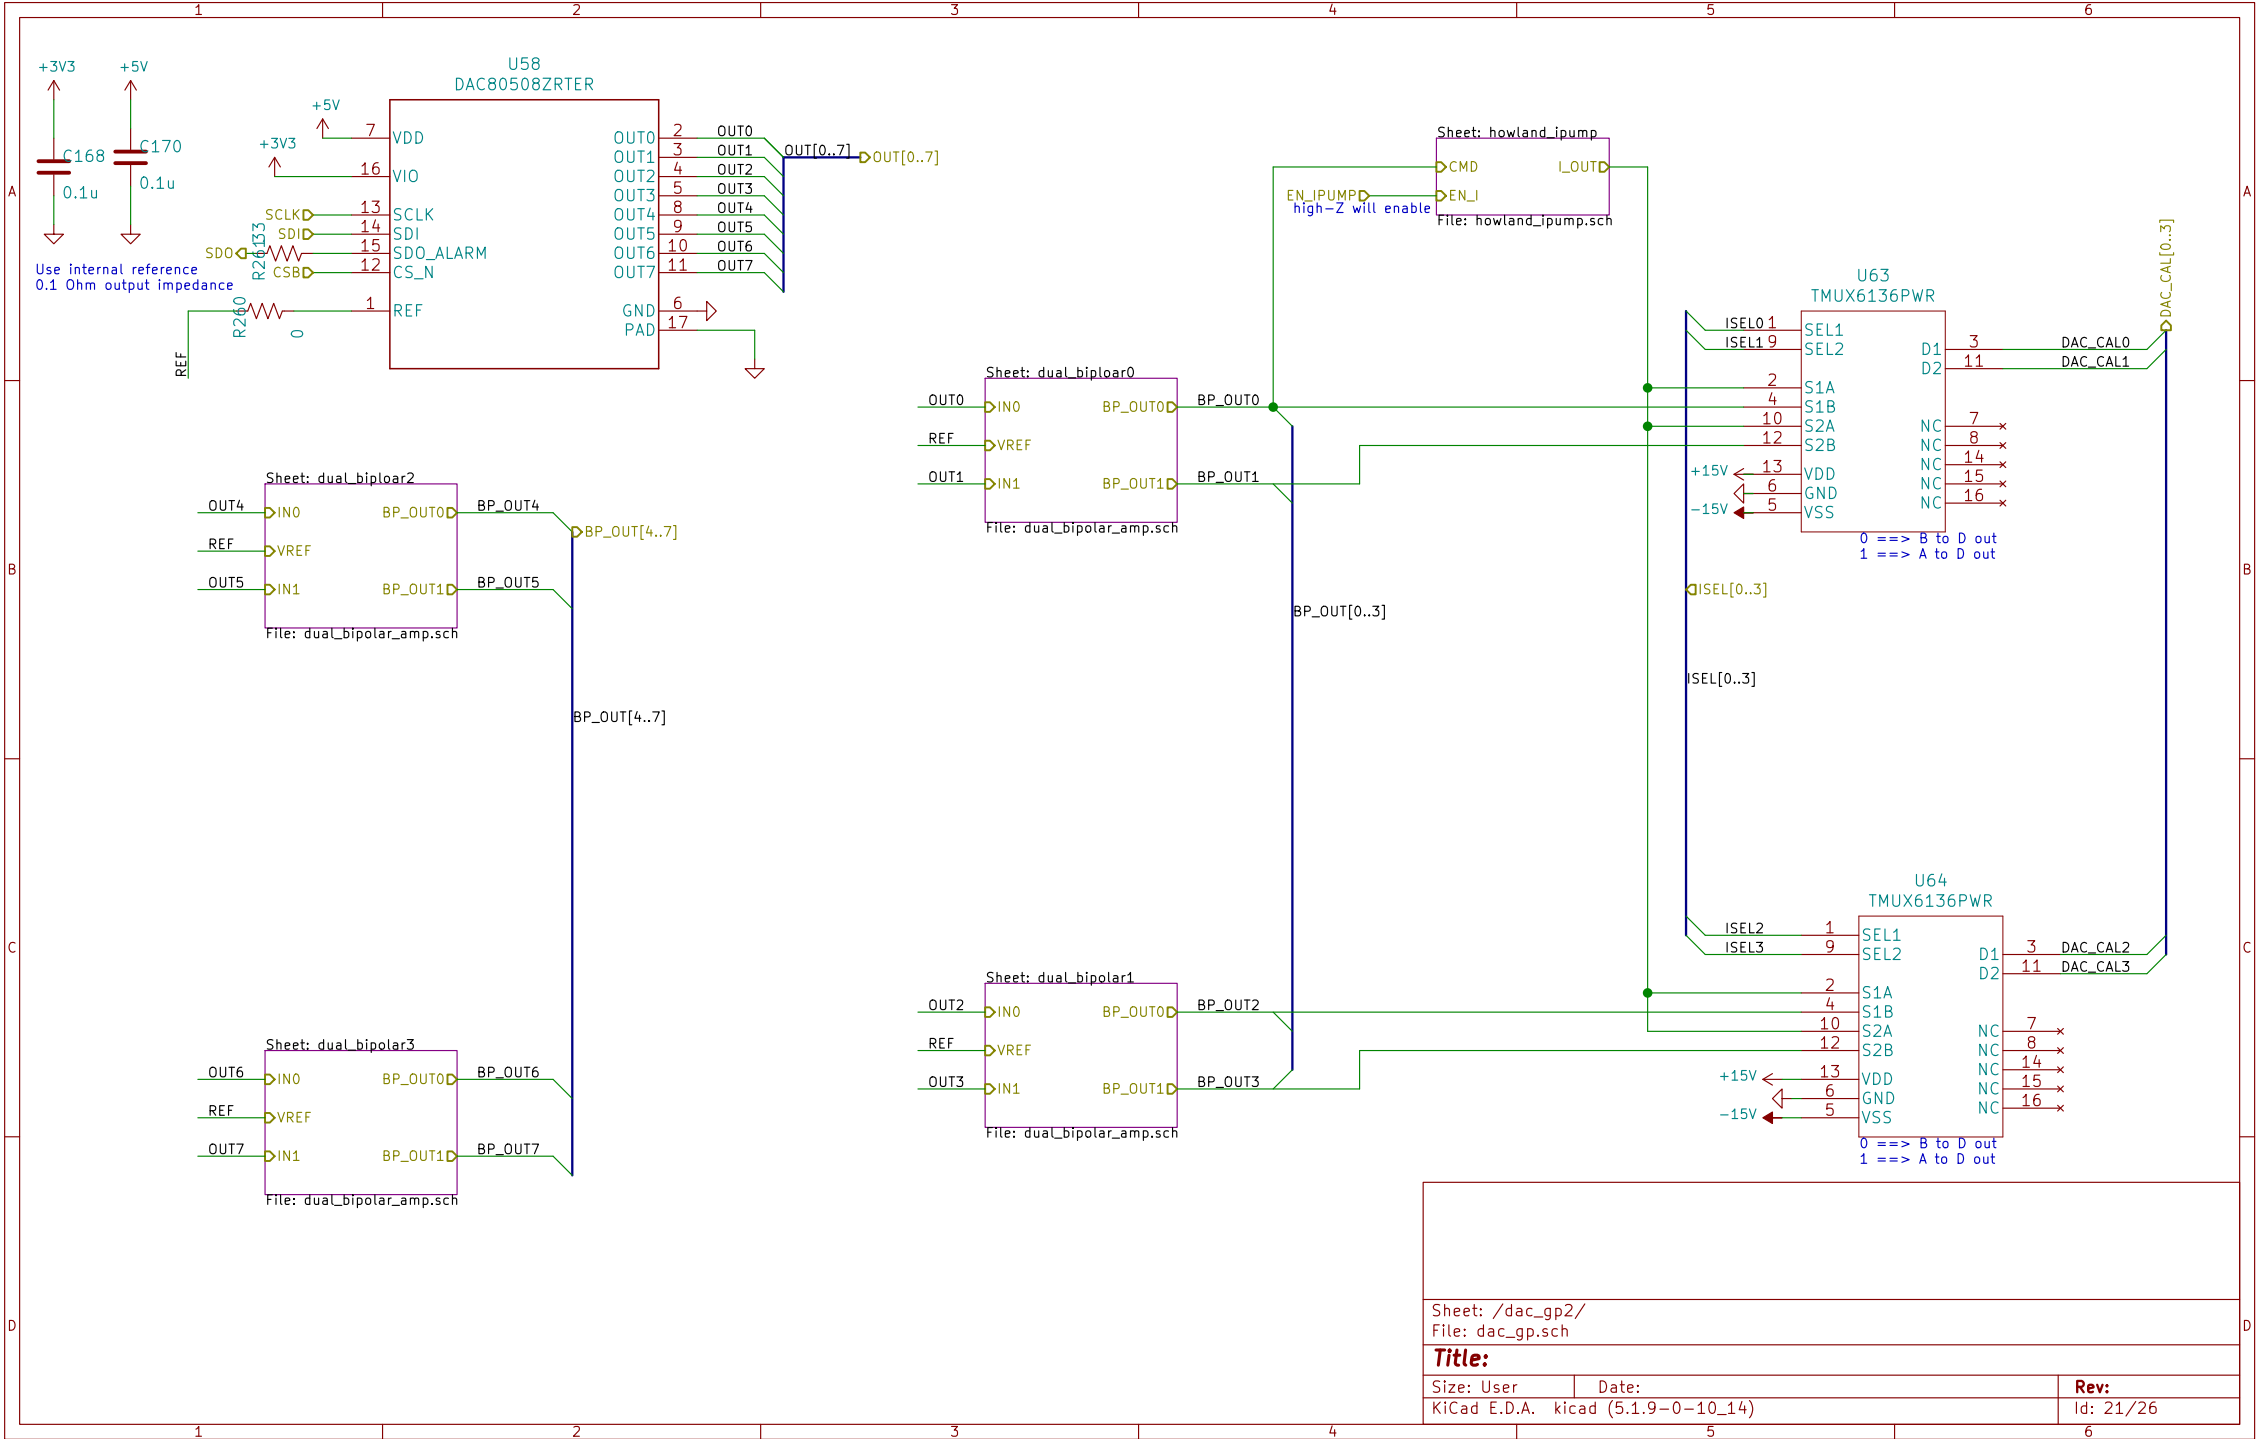 1 2 3 4 5 6
A
B
C
D
+3V3
+5V
C168
0.1u
C170
0.1u
Use internal reference
0.1 Ohm output impedance
U58
DAC80508ZRTER
+5V
+3V3
7 VDD
16 VIO
SCLK 13 SCLK
SDI 14 SDI
SDO 15 SDO_ALARM
CSB 12 CS_N
R261
33
R260
0
1 REF
REF
OUT0 2 OUT0
OUT1 3 OUT1
OUT2 4 OUT2
OUT3 5 OUT3
OUT4 8 OUT4
OUT5 9 OUT5
OUT6 10 OUT6
OUT7 11 OUT7
GND 6
PAD 17
OUT[0..7]
OUT[0..7]
Sheet: howland_ipump
CMD
I_OUT
EN_IPUMP
EN_I
high-Z will enable
File: howland_ipump.sch
Sheet: dual_biploar0
OUT0 IN0 BP_OUT0 BP_OUT0
REF VREF
OUT1 IN1 BP_OUT1 BP_OUT1
File: dual_bipolar_amp.sch
Sheet: dual_biploar2
OUT4 IN0 BP_OUT0 BP_OUT4
REF VREF
OUT5 IN1 BP_OUT1 BP_OUT5
File: dual_bipolar_amp.sch
BP_OUT[4..7]
BP_OUT[4..7]
BP_OUT[0..3]
U63
TMUX6136PWR
ISEL0 1 SEL1
ISEL1 9 SEL2
2 S1A
4 S1B
10 S2A
12 S2B
+15V 13 VDD
6 GND
-15V 5 VSS
D1 3 DAC_CAL0
D2 11 DAC_CAL1
NC 7
NC 8
NC 14
NC 15
NC 16
0 ==> B to D out
1 ==> A to D out
DAC_CAL[0..3]
ISEL[0..3]
ISEL[0..3]
U64
TMUX6136PWR
ISEL2 1 SEL1
ISEL3 9 SEL2
2 S1A
4 S1B
10 S2A
12 S2B
+15V 13 VDD
6 GND
-15V 5 VSS
D1 3 DAC_CAL2
D2 11 DAC_CAL3
NC 7
NC 8
NC 14
NC 15
NC 16
0 ==> B to D out
1 ==> A to D out
Sheet: dual_bipolar1
OUT2 IN0 BP_OUT0 BP_OUT2
REF VREF
OUT3 IN1 BP_OUT1 BP_OUT3
File: dual_bipolar_amp.sch
Sheet: dual_bipolar3
OUT6 IN0 BP_OUT0 BP_OUT6
REF VREF
OUT7 IN1 BP_OUT1 BP_OUT7
File: dual_bipolar_amp.sch
Sheet: /dac_gp2/
File: dac_gp.sch
Title:
Size: User Date: Rev:
KiCad E.D.A. kicad (5.1.9-0-10_14) Id: 21/26
A
B
C
D
1 2 3 4 5 6